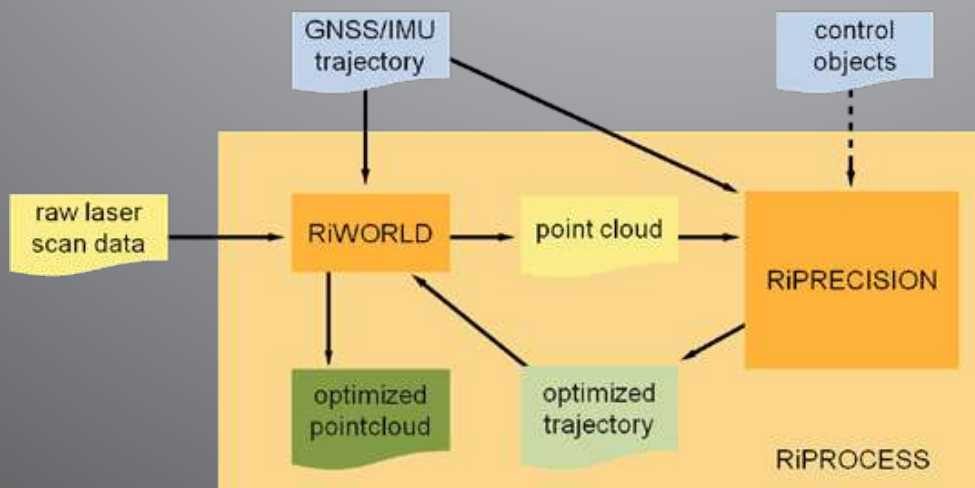 GNSS/IMU
trajectory
control
objects
raw laser
scan data
RiWORLD
point cloud
RiPRECISION
optimized
pointcloud
optimized
trajectory
RiPROCESS